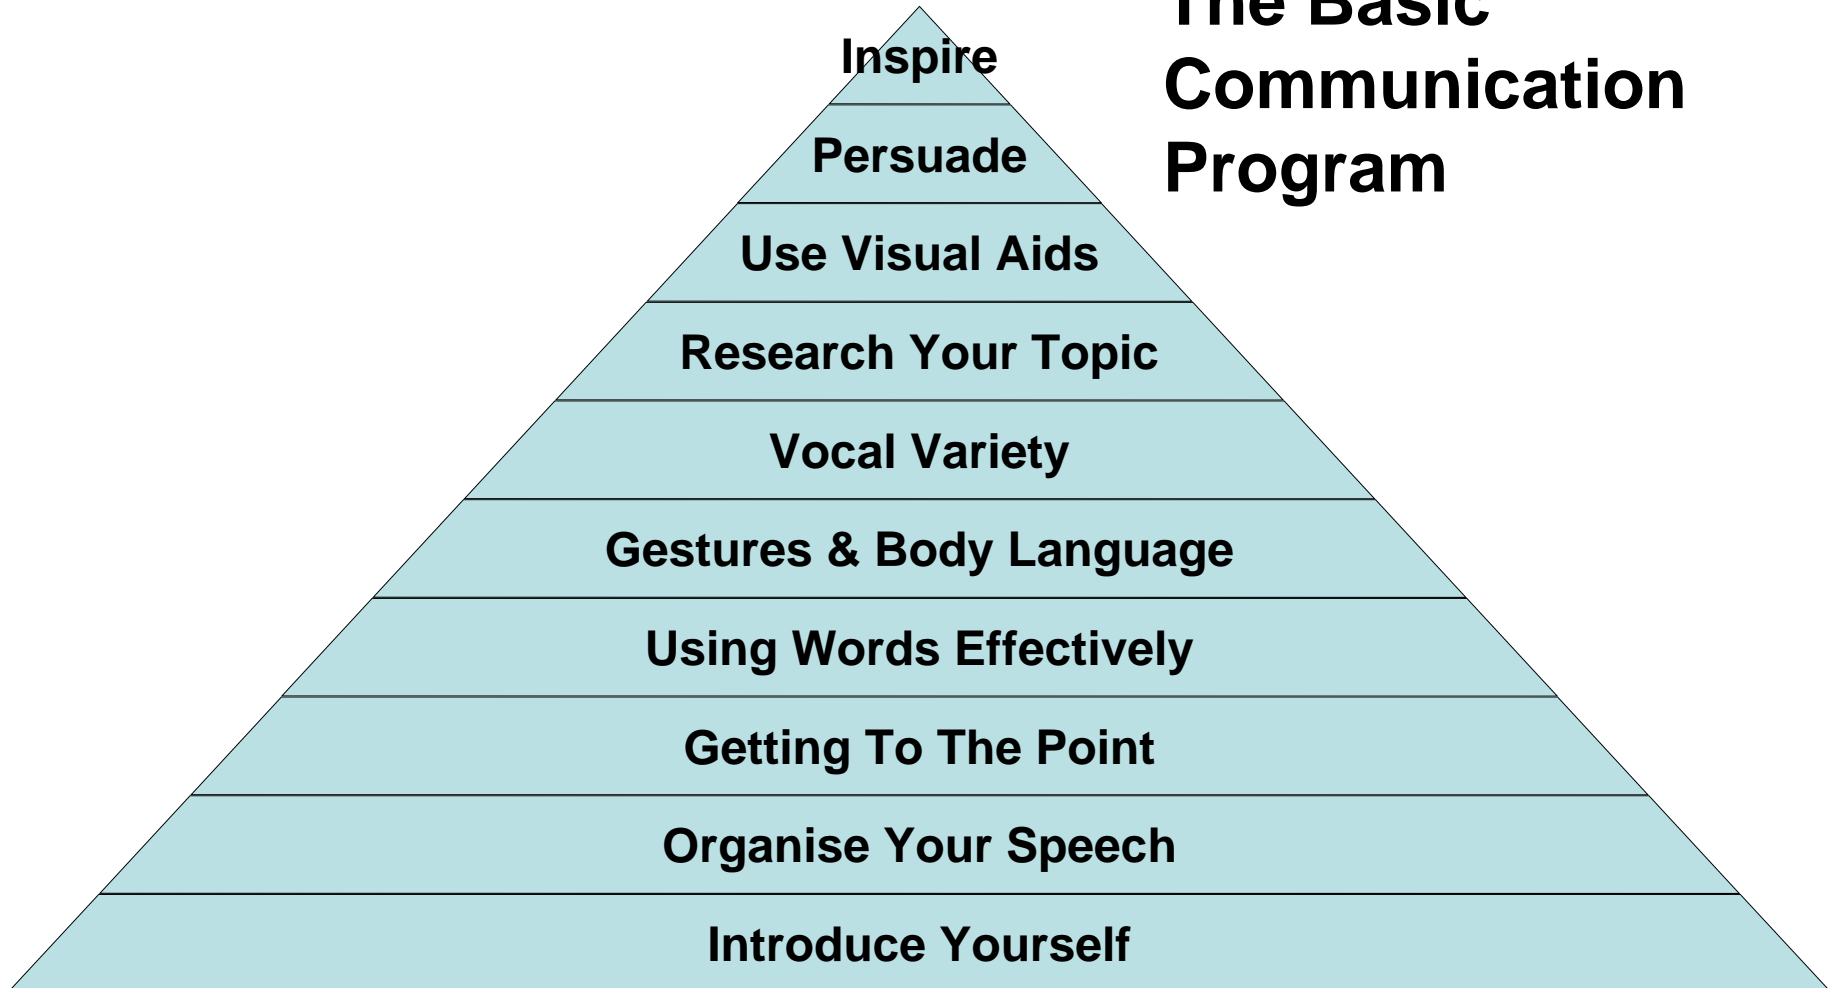 The Basic
Communication
Program
Inspire
Persuade
Use Visual Aids
Research Your Topic
Vocal Variety
Gestures & Body Language
Using Words Effectively
Getting To The Point
Organise Your Speech
Introduce Yourself